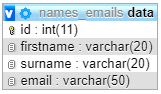 v names_emails data
id : int(11)
firstname : varchar(20)
surname : varchar(20)
email : varchar(50)